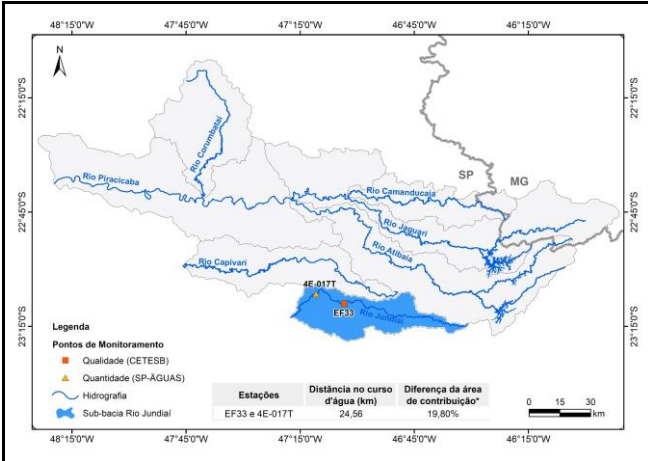 48°15'0"W 47°45'0"W 47°15'0"W 46°45'0"W 46°15'0"W
N
22°15'0"S 22°15'0"S
Rio Corumbataí
SP MG
Rio Piracicaba
Rio Camanducaia
22°45'0"S 22°45'0"S
Rio Jaguari
Rio Atibaia
Rio Capivari
4E-017T
EF33
Rio Jundiaí
23°15'0"S 23°15'0"S
Legenda
Pontos de Monitoramento
Qualidade (CETESB)
Quantidade (SP-ÁGUAS)
Hidrografia
Sub-bacia Rio Jundiaí
Estações Distância no curso d'água (km) Diferença da área de contribuição*
EF33 e 4E-017T 24,56 19,80%
0 15 30
km
48°15'0"W 47°45'0"W 47°15'0"W 46°45'0"W 46°15'0"W